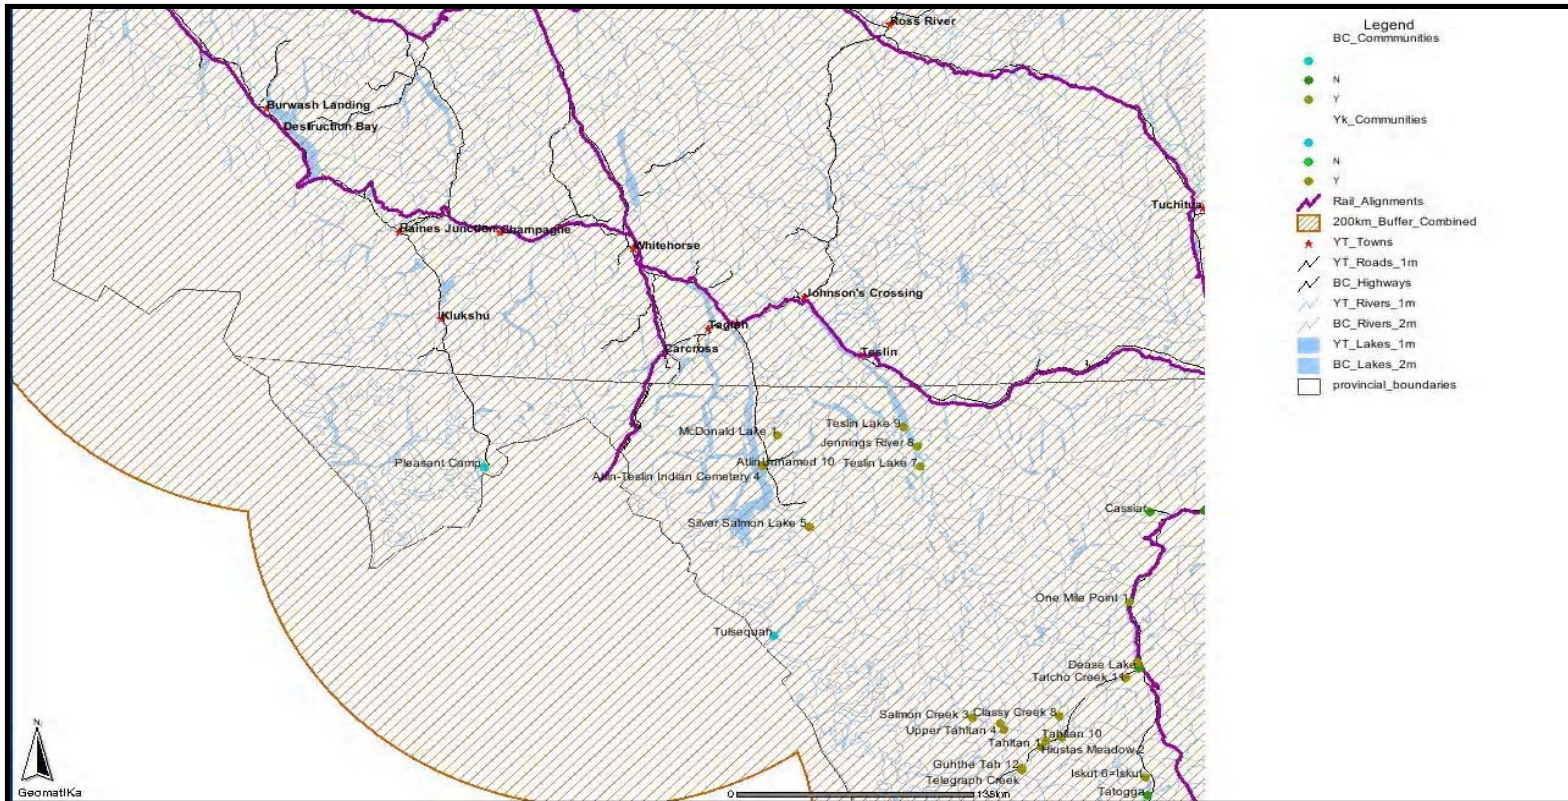 Ross River
Burwash Landing
Destruction Bay
Tuchitua
Haines Junction
Champagne
Whitehorse
Johnson's Crossing
Klukshu
Tagish
Carcross
Teslin
McDonald Lake 1
Teslin Lake 9
Jennings River 8
Pleasant Camp
Atlin
Unnamed 10
Teslin Lake 7
Atlin-Teslin Indian Cemetery 4
Cassiar
Silver Salmon Lake 5
One Mile Point 1
Tulsequah
Dease Lake
Tatcho Creek 11
Salmon Creek 3
Classy Creek 8
Upper Tahltan 4
Tahltan 10
Tahltan 1
Hiustas Meadow 2
Guhthe Tah 12
Telegraph Creek
Iskut 6=Iskut
Tatogga
N
GeomatiKa
0
135km
Legend
BC_Commmunities
N
Y
Yk_Communities
N
Y
Rail_Alignments
200km_Buffer_Combined
YT_Towns
YT_Roads_1m
BC_Highways
YT_Rivers_1m
BC_Rivers_2m
YT_Lakes_1m
BC_Lakes_2m
provincial_boundaries